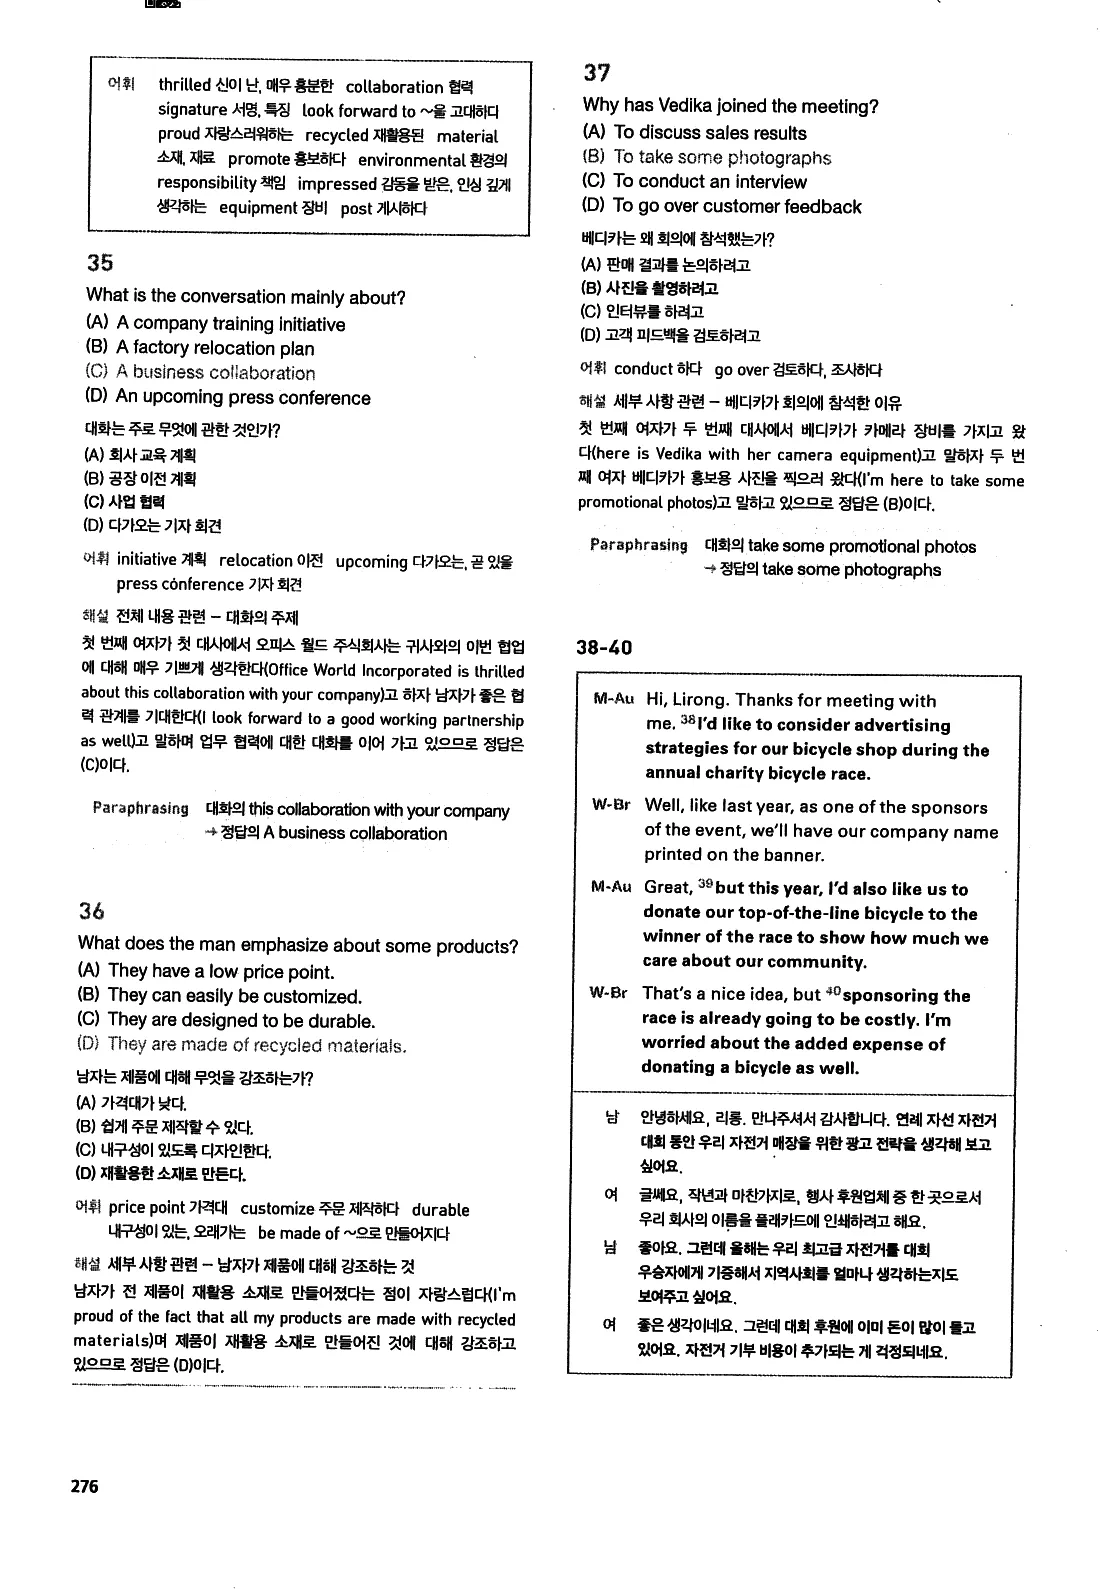 어휘 thrilled 신이 난, 매우 흥분한 collaboration 협력
signature 서명, 특징 look forward to ~을 고대하다
proud 자랑스러워하는 recycled 재활용된 material
소재, 재료 promote 홍보하다 environmental 환경의
responsibility 책임 impressed 감동을 받은, 인상 깊게
생각하는 equipment 장비 post 게시하다
35
What is the conversation mainly about?
(A) A company training initiative
(B) A factory relocation plan
(C) A business collaboration
(D) An upcoming press conference
대화는 주로 무엇에 관한 것인가?
(A) 회사 교육 계획
(B) 공장 이전 계획
(C) 사업 협력
(D) 다가오는 기자 회견
어휘 initiative 계획 relocation 이전 upcoming 다가오는, 곧 있을
press cónference 기자 회견
해설 전체 내용 관련 – 대화의 주제
첫 번째 여자가 첫 대사에서 오피스 월드 주식회사는 귀사와의 이번 협업
에 대해 매우 기쁘게 생각한다(Office World Incorporated is thrilled
about this collaboration with your company)고 하자 남자가 좋은 협
력 관계를 기대한다(I look forward to a good working partnership
as well)고 말하며 업무 협력에 대한 대화를 이어 가고 있으므로 정답은
(C)이다.
Paraphrasing 대화의 this collaboration with your company
→ 정답의 A business collaboration
36
What does the man emphasize about some products?
(A) They have a low price point.
(B) They can easily be customized.
(C) They are designed to be durable.
(D) They are made of recycled materials.
남자는 제품에 대해 무엇을 강조하는가?
(A) 가격대가 낮다.
(B) 쉽게 주문 제작할 수 있다.
(C) 내구성이 있도록 디자인한다.
(D) 재활용한 소재로 만든다.
어휘 price point 가격대 customize 주문 제작하다 durable
내구성이 있는, 오래가는 be made of ~으로 만들어지다
해설 세부 사항 관련 – 남자가 제품에 대해 강조하는 것
남자가 전 제품이 재활용 소재로 만들어졌다는 점이 자랑스럽다(I'm
proud of the fact that all my products are made with recycled
materials)며 제품이 재활용 소재로 만들어진 것에 대해 강조하고
있으므로 정답은 (D)이다.
276
37
Why has Vedika joined the meeting?
(A) To discuss sales results
(B) To take some photographs
(C) To conduct an interview
(D) To go over customer feedback
베디카는 왜 회의에 참석했는가?
(A) 판매 결과를 논의하려고
(B) 사진을 촬영하려고
(C) 인터뷰를 하려고
(D) 고객 피드백을 검토하려고
어휘 conduct 하다 go over 검토하다, 조사하다
해설 세부 사항 관련 – 베디카가 회의에 참석한 이유
첫 번째 여자가 두 번째 대사에서 베디카가 카메라 장비를 가지고 왔
다(here is Vedika with her camera equipment)고 말하자 두 번
째 여자 베디카가 홍보용 사진을 찍으러 왔다(I'm here to take some
promotional photos)고 말하고 있으므로 정답은 (B)이다.
Paraphrasing 대화의 take some promotional photos
→ 정답의 take some photographs
38-40
M-Au Hi, Lirong. Thanks for meeting with
me. 38I'd like to consider advertising
strategies for our bicycle shop during the
annual charity bicycle race.
W-Br Well, like last year, as one of the sponsors
of the event, we'll have our company name
printed on the banner.
M-Au Great, 39but this year, I'd also like us to
donate our top-of-the-line bicycle to the
winner of the race to show how much we
care about our community.
W-Br That's a nice idea, but 40sponsoring the
race is already going to be costly. I'm
worried about the added expense of
donating a bicycle as well.
남 안녕하세요, 리롱. 만나주셔서 감사합니다. 연례 자선 자전거
대회 동안 우리 자전거 매장을 위한 광고 전략을 생각해 보고
싶어요.
여 글쎄요, 작년과 마찬가지로, 행사 후원업체 중 한 곳으로서
우리 회사의 이름을 플래카드에 인쇄하려고 해요.
남 좋아요. 그런데 올해는 우리 최고급 자전거를 대회
우승자에게 기증해서 지역사회를 얼마나 생각하는지도
보여주고 싶어요.
여 좋은 생각이네요. 그런데 대회 후원에 이미 돈이 많이 들고
있어요. 자전거 기부 비용이 추가되는 게 걱정되네요.